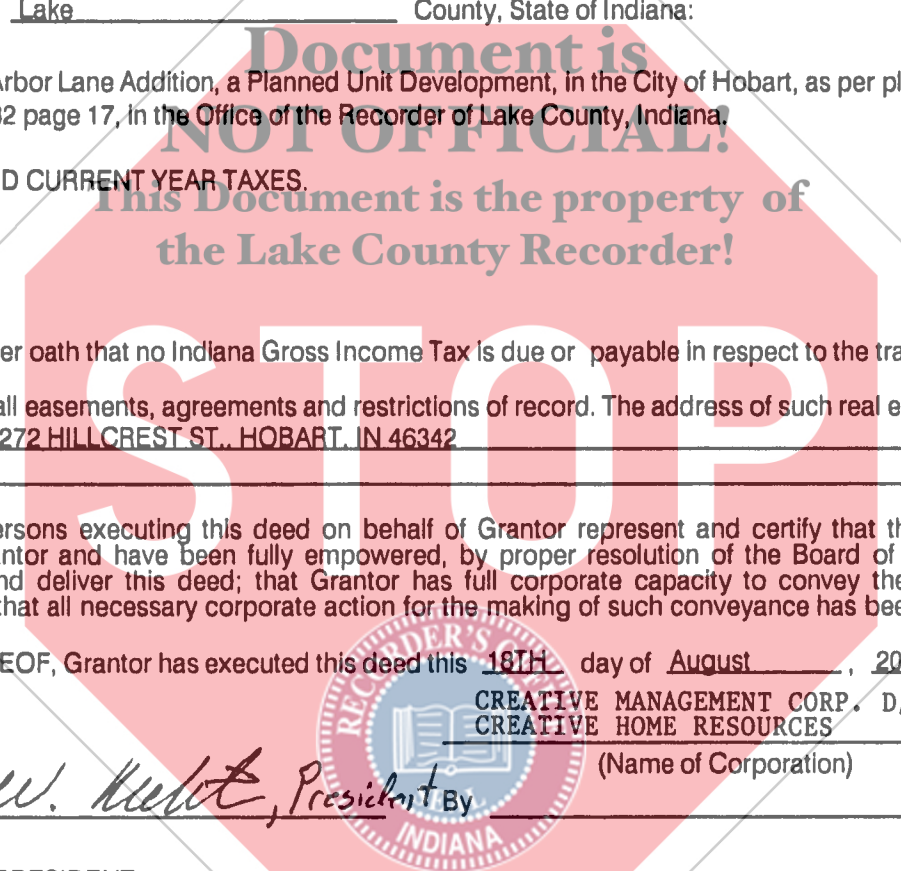 Lake County, State of Indiana:
Document is
Arbor Lane Addition, a Planned Unit Development, in the City of Hobart, as per pl
32 page 17, in the Office of the Recorder of Lake County, Indiana.
NOT OFFICIAL!
D CURRENT YEAR TAXES.
This Document is the property of
the Lake County Recorder!
STOP
er oath that no Indiana Gross Income Tax is due or payable in respect to the tra
all easements, agreements and restrictions of record. The address of such real e
272 HILLCREST ST., HOBART, IN 46342
ersons executing this deed on behalf of Grantor represent and certify that th
antor and have been fully empowered, by proper resolution of the Board of
nd deliver this deed; that Grantor has full corporate capacity to convey the
that all necessary corporate action for the making of such conveyance has bee
EOF, Grantor has executed this deed this 18TH day of August , 20
RECORDER'S OFFICE
CREATIVE MANAGEMENT CORP. D/
CREATIVE HOME RESOURCES
(Name of Corporation)
W. , President By
SEAL
INDIANA
PRESIDENT